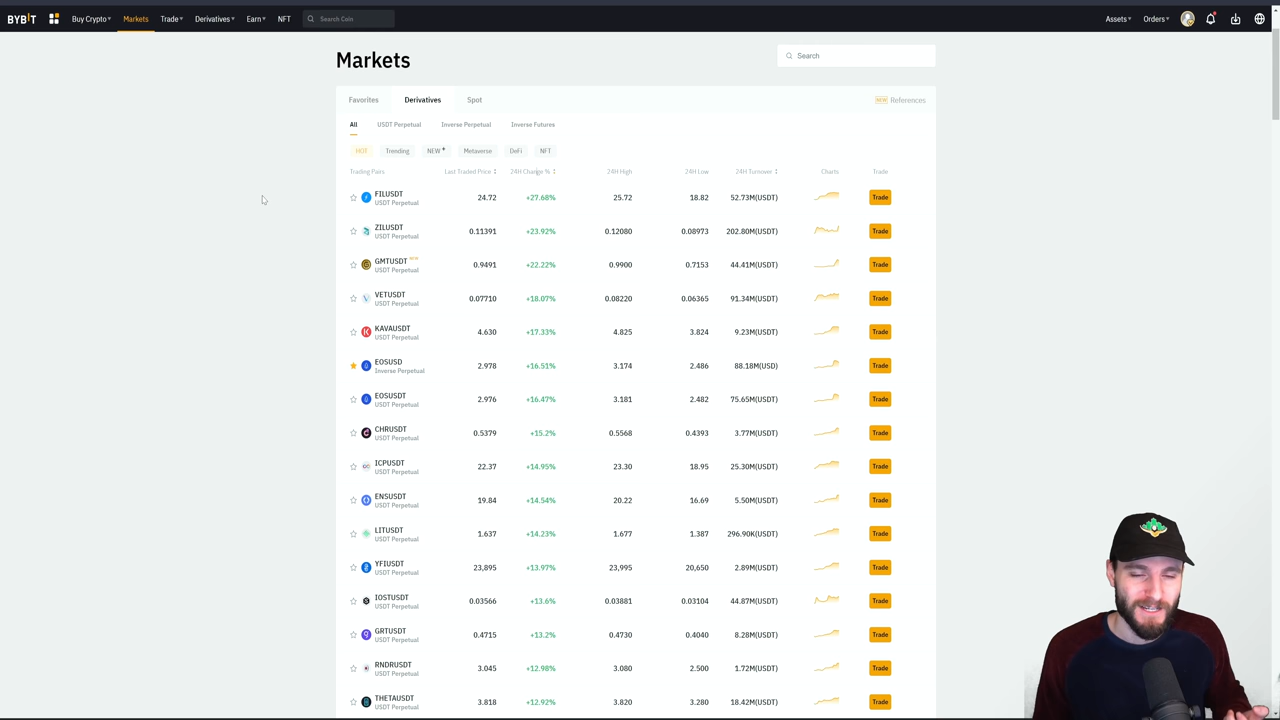 BYBIT Buy Crypto Markets Trade Derivatives Earn NFT Search Coin Assets Orders
Markets
Search
Favorites Derivatives Spot NEW References
All USDT Perpetual Inverse Perpetual Inverse Futures
HOT Trending NEW Metaverse DeFi NFT
Trading Pairs Last Traded Price 24H Change % 24H High 24H Low 24H Turnover Charts Trade
FILUSDT
USDT Perpetual
24.72 +27.68% 25.72 18.82 52.73M(USDT) Trade
ZILUSDT
USDT Perpetual
0.11391 +23.92% 0.12080 0.08973 202.80M(USDT) Trade
GMTUSDT NEW
USDT Perpetual
0.9491 +22.22% 0.9900 0.7153 44.41M(USDT) Trade
VETUSDT
USDT Perpetual
0.07710 +18.07% 0.08220 0.06365 91.34M(USDT) Trade
KAVAUSDT
USDT Perpetual
4.630 +17.33% 4.825 3.824 9.23M(USDT) Trade
EOSUSD
Inverse Perpetual
2.978 +16.51% 3.174 2.486 88.18M(USD) Trade
EOSUSDT
USDT Perpetual
2.976 +16.47% 3.181 2.482 75.65M(USDT) Trade
CHRUSDT
USDT Perpetual
0.5379 +15.2% 0.5568 0.4393 3.77M(USDT) Trade
ICPUSDT
USDT Perpetual
22.37 +14.95% 23.30 18.95 25.30M(USDT) Trade
ENSUSDT
USDT Perpetual
19.84 +14.54% 20.22 16.69 5.50M(USDT) Trade
LITUSDT
USDT Perpetual
1.637 +14.23% 1.677 1.387 296.90K(USDT) Trade
YFIUSDT
USDT Perpetual
23,895 +13.97% 23,995 20,650 2.89M(USDT) Trade
IOSTUSDT
USDT Perpetual
0.03566 +13.6% 0.03881 0.03104 44.87M(USDT) Trade
GRTUSDT
USDT Perpetual
0.4715 +13.2% 0.4730 0.4040 8.28M(USDT) Trade
RNDRUSDT
USDT Perpetual
3.045 +12.98% 3.080 2.500 1.72M(USDT) Trade
THETAUSDT
USDT Perpetual
3.818 +12.92% 3.820 3.280 18.42M(USDT) Trade